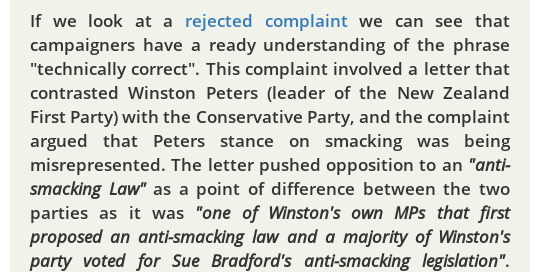 If we look at a rejected complaint we can see that
campaigners have a ready understanding of the phrase
"technically correct". This complaint involved a letter that
contrasted Winston Peters (leader of the New Zealand
First Party) with the Conservative Party, and the complaint
argued that Peters stance on smacking was being
misrepresented. The letter pushed opposition to an "anti-
smacking Law" as a point of difference between the two
parties as it was "one of Winston's own MPs that first
proposed an anti-smacking law and a majority of Winston's
party voted for Sue Bradford's anti-smacking legislation".